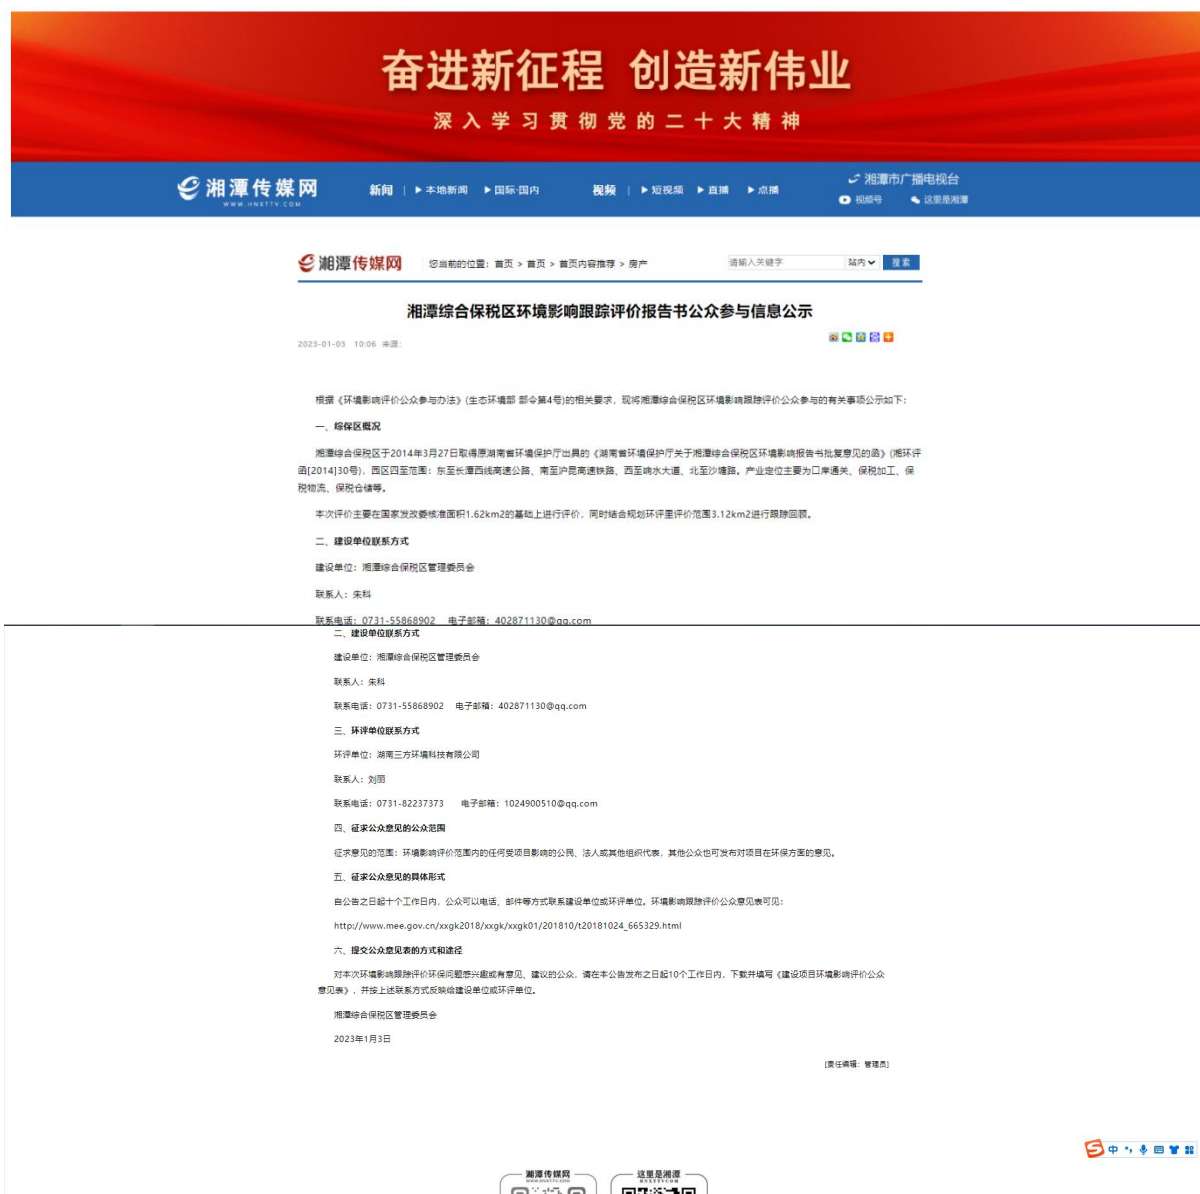 奋进新征程 创造新伟业
深入学习贯彻党的二十大精神
湘潭传媒网
WWW.HNXTTV.COM
新闻 | ▶本地新闻 ▶国际·国内 视频 | ▶短视频 ▶直播 ▶点播
湘潭市广播电视台
视频号 这里是湘潭
湘潭传媒网 您当前的位置：首页 > 首页 > 首页内容推荐 > 房产 请输入关键字 站内 搜索
湘潭综合保税区环境影响跟踪评价报告书公众参与信息公示
2023-01-03 10:06 来源：
根据《环境影响评价公众参与办法》(生态环境部 部令第4号)的相关要求，现将湘潭综合保税区环境影响跟踪评价公众参与的有关事项公示如下：
一、综保区概况
湘潭综合保税区于2014年3月27日取得原湖南省环境保护厅出具的《湖南省环境保护厅关于湘潭综合保税区环境影响报告书批复意见的函》(湘环评
函[2014]30号)，园区四至范围：东至长潭西线高速公路、南至沪昆高速铁路、西至响水大道、北至沙塘路。产业定位主要为口岸通关、保税加工、保
税物流、保税仓储等。
本次评价主要在国家发改委核准面积1.62km2的基础上进行评价，同时结合规划环评里评价范围3.12km2进行跟踪回顾。
二、建设单位联系方式
建设单位：湘潭综合保税区管理委员会
联系人：朱科
联系电话：0731-55868902 电子邮箱：402871130@qq.com
二、建设单位联系方式
建设单位：湘潭综合保税区管理委员会
联系人：朱科
联系电话：0731-55868902 电子邮箱：402871130@qq.com
三、环评单位联系方式
环评单位：湖南三方环境科技有限公司
联系人：刘丽
联系电话：0731-82237373 电子邮箱：1024900510@qq.com
四、征求公众意见的公众范围
征求意见的范围：环境影响评价范围内的任何受项目影响的公民、法人或其他组织代表，其他公众也可发布对项目在环保方面的意见。
五、征求公众意见的具体形式
自公告之日起十个工作日内，公众可以电话、邮件等方式联系建设单位或环评单位。环境影响跟踪评价公众意见表可见：
http://www.mee.gov.cn/xxgk2018/xxgk/xxgk01/201810/t20181024_665329.html
六、提交公众意见表的方式和途径
对本次环境影响跟踪评价环保问题感兴趣或有意见、建议的公众，请在本公告发布之日起10个工作日内，下载并填写《建设项目环境影响评价公众
意见表》，并按上述联系方式反映给建设单位或环评单位。
湘潭综合保税区管理委员会
2023年1月3日
[责任编辑：管理员]
中
湘潭传媒网 这里是湘潭
WWW.HNXTTV.COM HNXTTVCOM